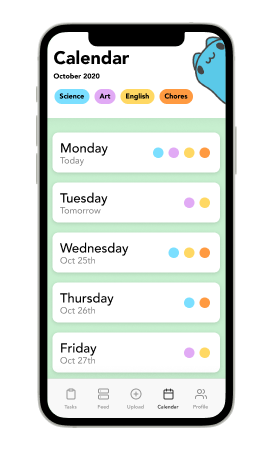 Calendar
October 2020
Science Art English Chores
Monday
Today
Tuesday
Tomorrow
Wednesday
Oct 25th
Thursday
Oct 26th
Friday
Oct 27th
Tasks Feed Upload Calendar Profile